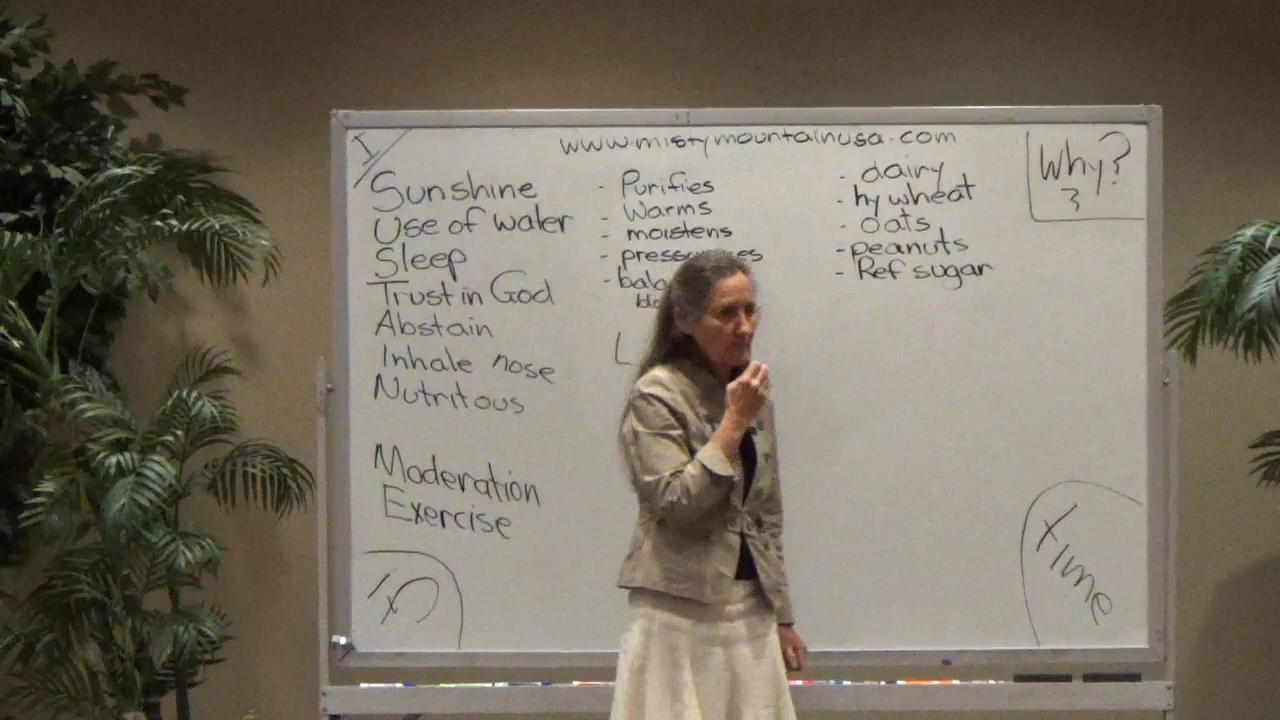 www.mistymountainusa.com
I
Sunshine
Use of water
Sleep
Trust in God
Abstain
Inhale nose
Nutritous
Moderation
Exercise
- Purifies
- Warms
- moistens
-
-
L
- dairy
- hy wheat
- oats
- peanuts
- Ref sugar
Why?
3
time